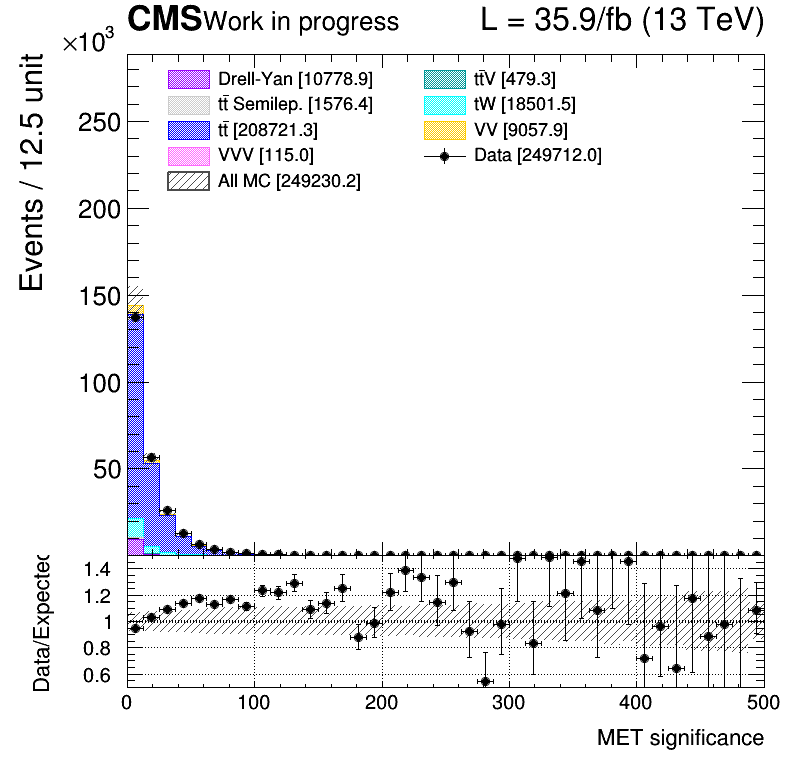 CMS Work in progress L = 35.9/fb (13 TeV)
×10³
Events / 12.5 unit
250
200
150
100
50
Drell-Yan [10778.9]
tt̄ Semilep. [1576.4]
tt̄ [208721.3]
VVV [115.0]
All MC [249230.2]
tt̄V [479.3]
tW [18501.5]
VV [9057.9]
Data [249712.0]
Data/Expected
1.4
1.2
1
0.8
0.6
0 100 200 300 400 500
MET significance